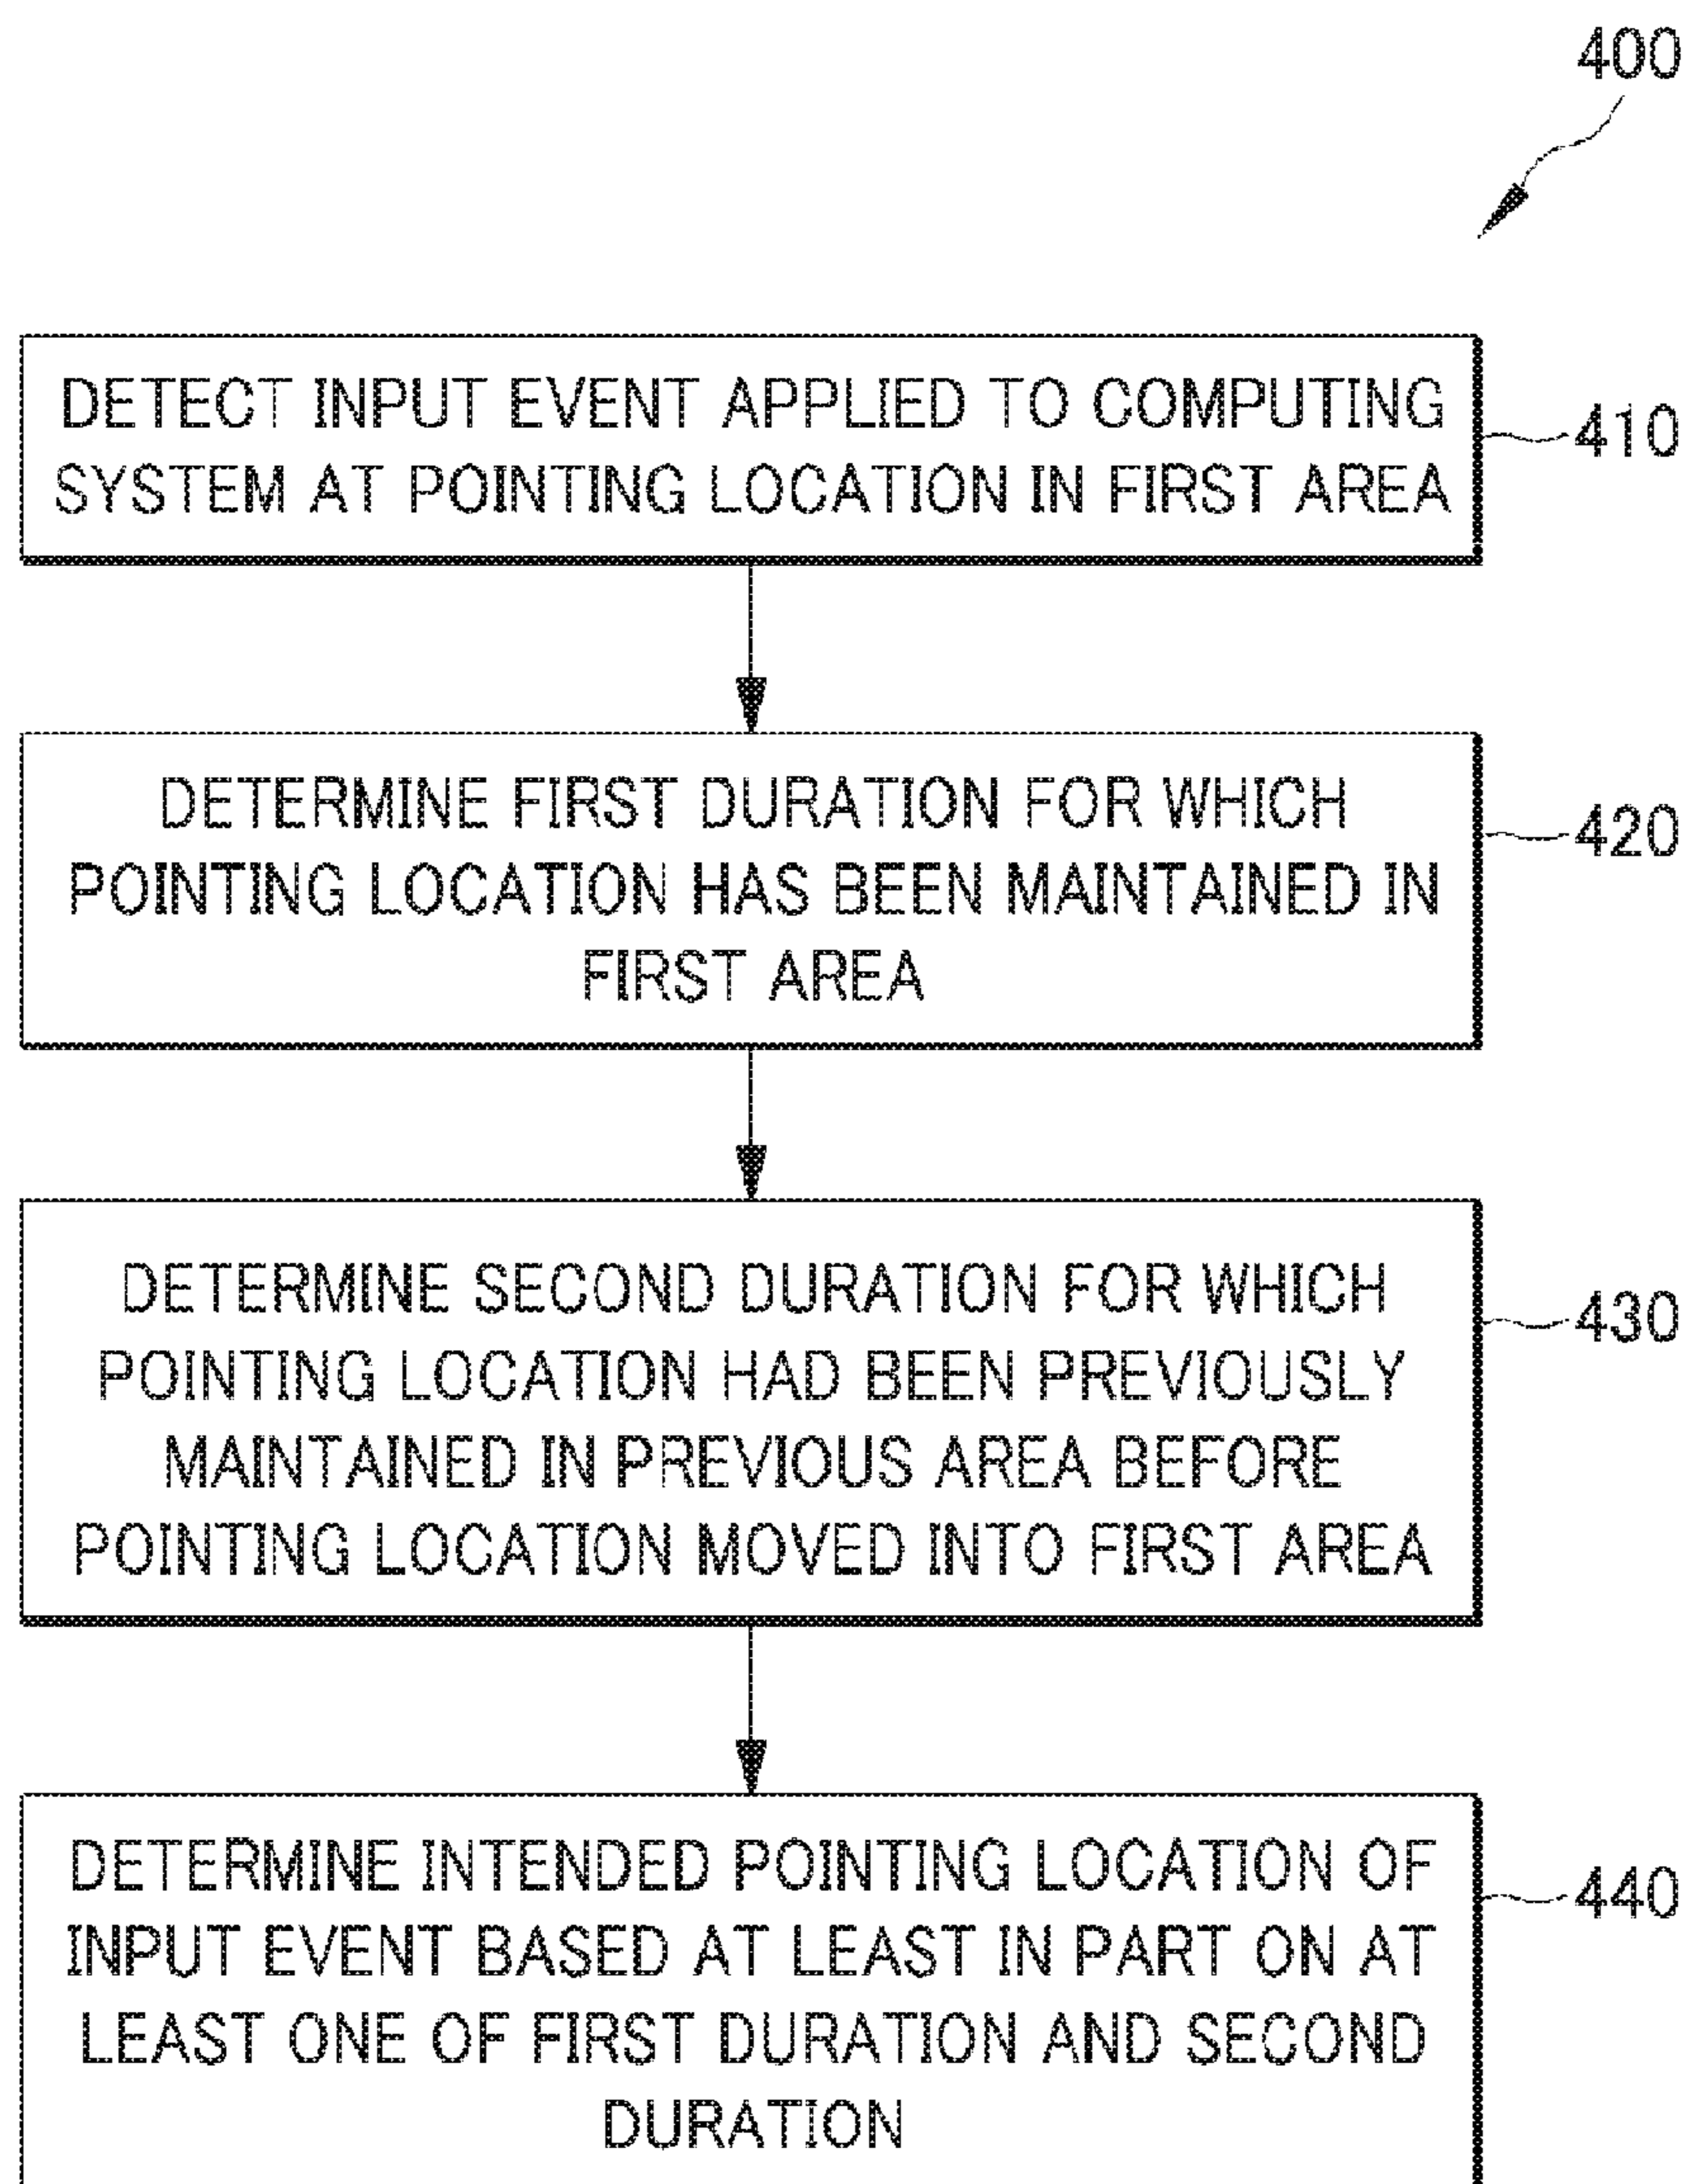 400
DETECT INPUT EVENT APPLIED TO COMPUTING
SYSTEM AT POINTING LOCATION IN FIRST AREA
410
DETERMINE FIRST DURATION FOR WHICH
POINTING LOCATION HAS BEEN MAINTAINED IN
FIRST AREA
420
DETERMINE SECOND DURATION FOR WHICH
POINTING LOCATION HAD BEEN PREVIOUSLY
MAINTAINED IN PREVIOUS AREA BEFORE
POINTING LOCATION MOVED INTO FIRST AREA
430
DETERMINE INTENDED POINTING LOCATION OF
INPUT EVENT BASED AT LEAST IN PART ON AT
LEAST ONE OF FIRST DURATION AND SECOND
DURATION
440